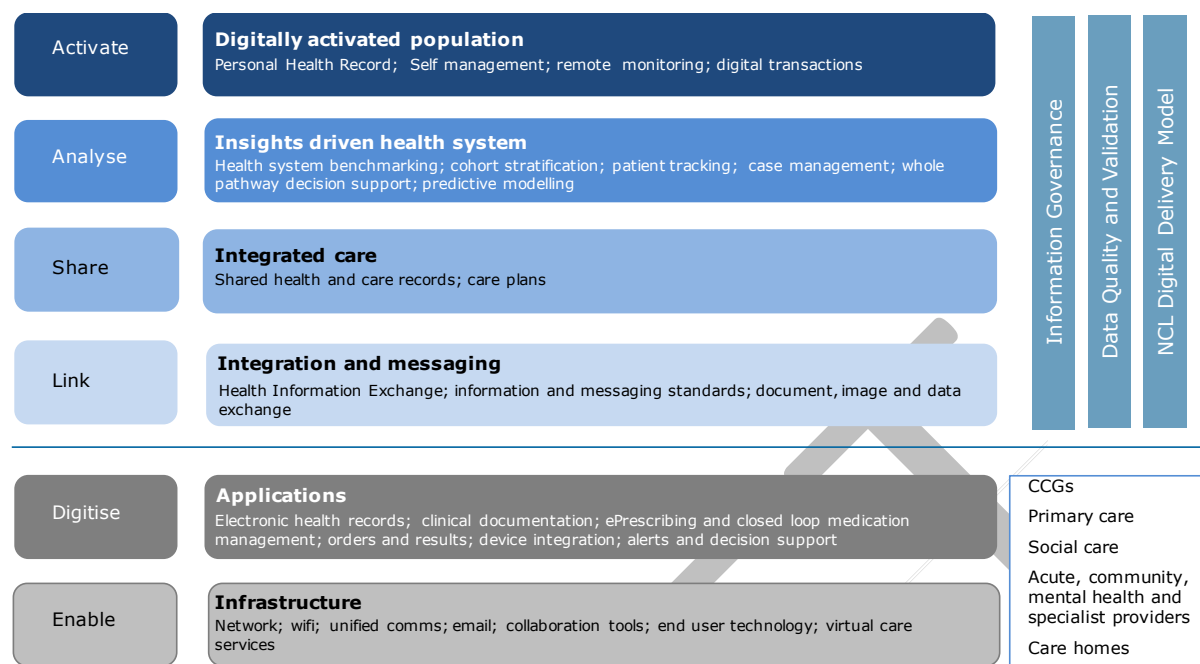 Activate
Digitally activated population
Personal Health Record; Self management; remote monitoring; digital transactions
Analyse
Insights driven health system
Health system benchmarking; cohort stratification; patient tracking; case management; whole
pathway decision support; predictive modelling
Share
Integrated care
Shared health and care records; care plans
Link
Integration and messaging
Health Information Exchange; information and messaging standards; document, image and data
exchange
Information Governance
Data Quality and Validation
NCL Digital Delivery Model
Digitise
Applications
Electronic health records; clinical documentation; ePrescribing and closed loop medication
management; orders and results; device integration; alerts and decision support
Enable
Infrastructure
Network; wifi; unified comms; email; collaboration tools; end user technology; virtual care
services
CCGs
Primary care
Social care
Acute, community,
mental health and
specialist providers
Care homes